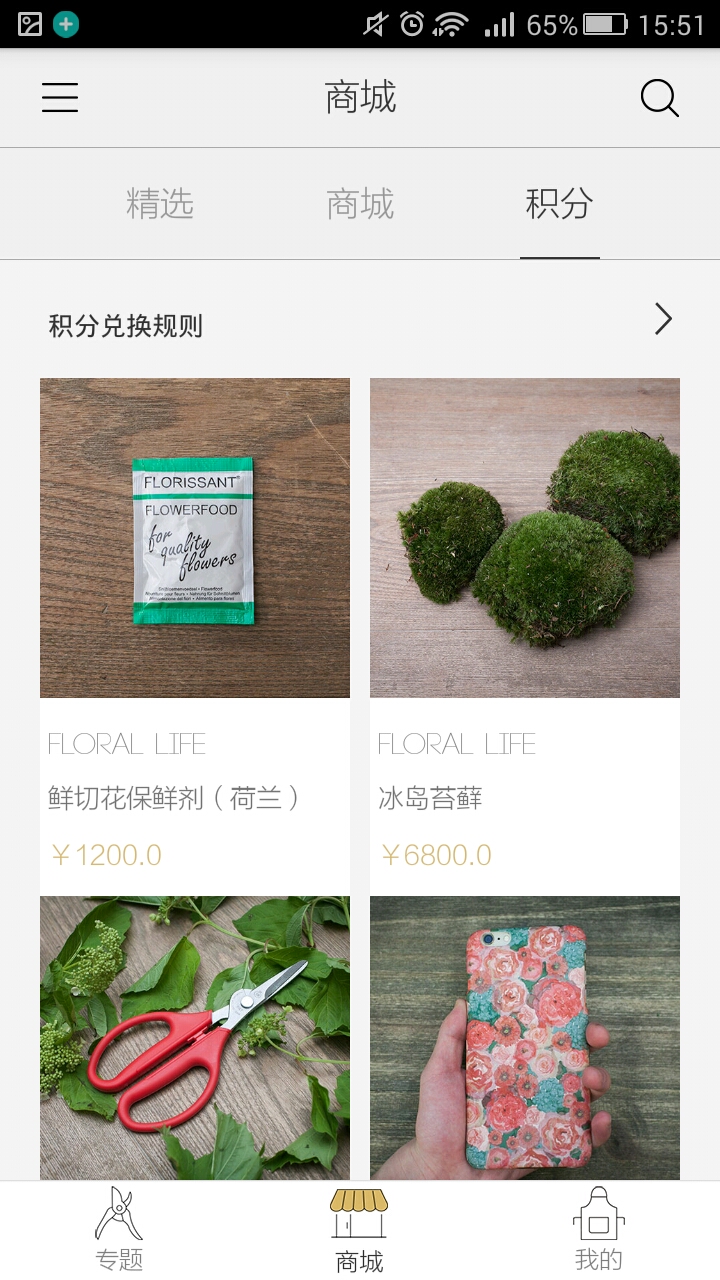 65% 15:51
商城
精选 商城 积分
积分兑换规则
FLORISSANT
FLOWERFOOD
for
quality
flowers
FLORAL LIFE
鲜切花保鲜剂（荷兰）
￥1200.0
FLORAL LIFE
冰岛苔藓
￥6800.0
专题 商城 我的